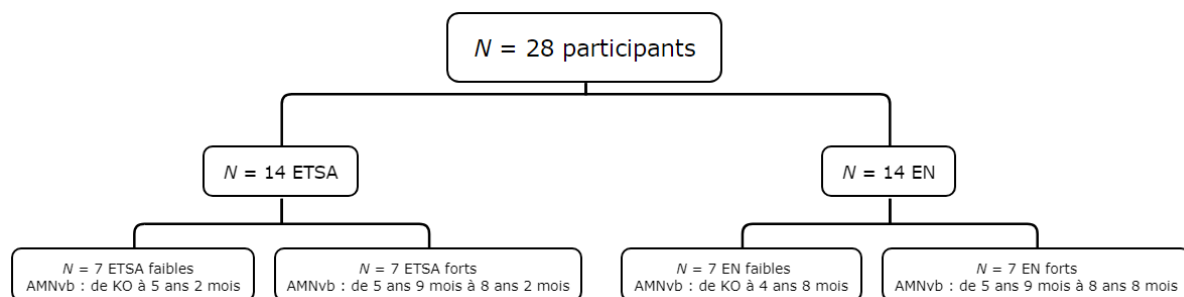 N = 28 participants
N = 14 ETSA
N = 14 EN
N = 7 ETSA faibles
AMNvb : de KO à 5 ans 2 mois
N = 7 ETSA forts
AMNvb : de 5 ans 9 mois à 8 ans 2 mois
N = 7 EN faibles
AMNvb : de KO à 4 ans 8 mois
N = 7 EN forts
AMNvb : de 5 ans 9 mois à 8 ans 8 mois